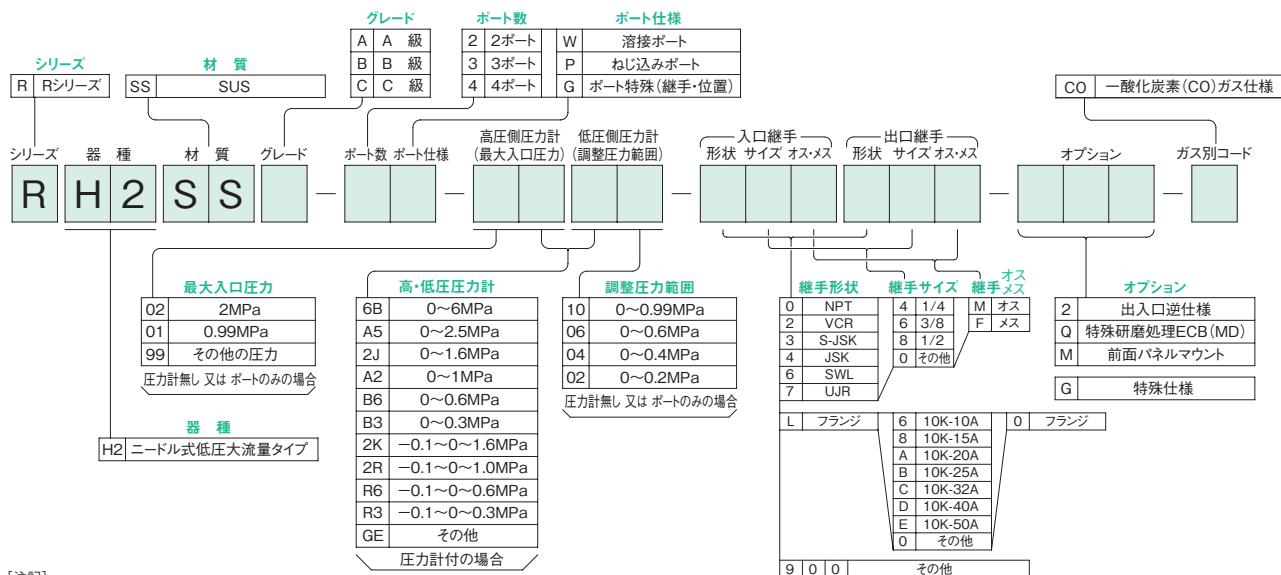 グレード
A A 級
B B 級
C C 級
ポート数
2 2ポート
3 3ポート
4 4ポート
ポート仕様
W 溶接ポート
P ねじ込みポート
G ポート特殊(継手・位置)
シリーズ
R Rシリーズ
材 質
SS SUS
CO 一酸化炭素(CO)ガス仕様
シリーズ 器 種 材 質 グレード ポート数 ポート仕様
高圧側圧力計
(最大入口圧力)
低圧側圧力計
(調整圧力範囲)
入口継手
形状 サイズ オス・メス
出口継手
形状 サイズ オス・メス
オプション
ガス別コード
R H 2 S S — — — — —
最大入口圧力
02 2MPa
01 0.99MPa
99 その他の圧力
圧力計無し 又は ポートのみの場合
器 種
H2 ニードル式低圧大流量タイプ
高・低圧圧力計
6B 0〜6MPa
A5 0〜2.5MPa
2J 0〜1.6MPa
A2 0〜1MPa
B6 0〜0.6MPa
B3 0〜0.3MPa
2K −0.1〜0〜1.6MPa
2R −0.1〜0〜1.0MPa
R6 −0.1〜0〜0.6MPa
R3 −0.1〜0〜0.3MPa
GE その他
圧力計付の場合
調整圧力範囲
10 0〜0.99MPa
06 0〜0.6MPa
04 0〜0.4MPa
02 0〜0.2MPa
圧力計無し 又は ポートのみの場合
継手形状
0 NPT
2 VCR
3 S-JSK
4 JSK
6 SWL
7 UJR
継手サイズ
4 1/4
6 3/8
8 1/2
0 その他
継手オスメス
M オス
F メス
L フランジ
6 10K-10A
8 10K-15A
A 10K-20A
B 10K-25A
C 10K-32A
D 10K-40A
E 10K-50A
0 その他
0 フランジ
9 0 0 その他
オプション
2 出入口逆仕様
Q 特殊研磨処理ECB(MD)
M 前面パネルマウント
G 特殊仕様
[注記]